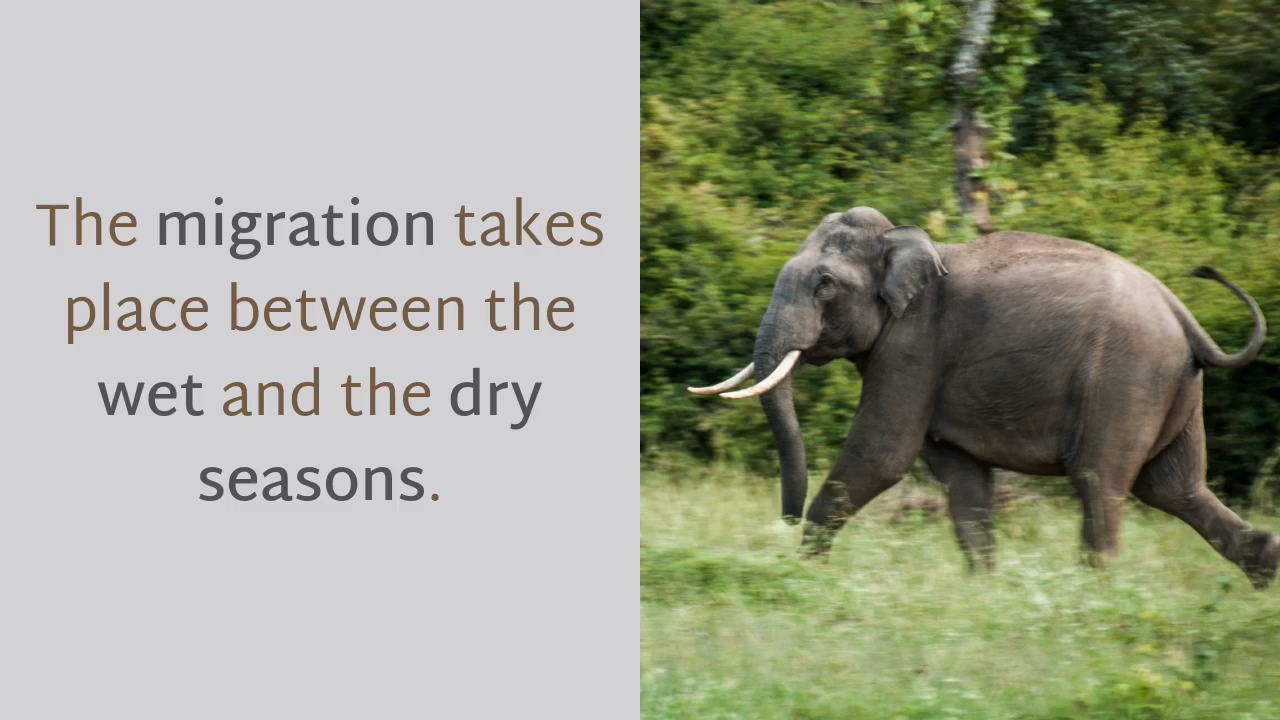 The migration takes
place between the
wet and the dry
seasons.